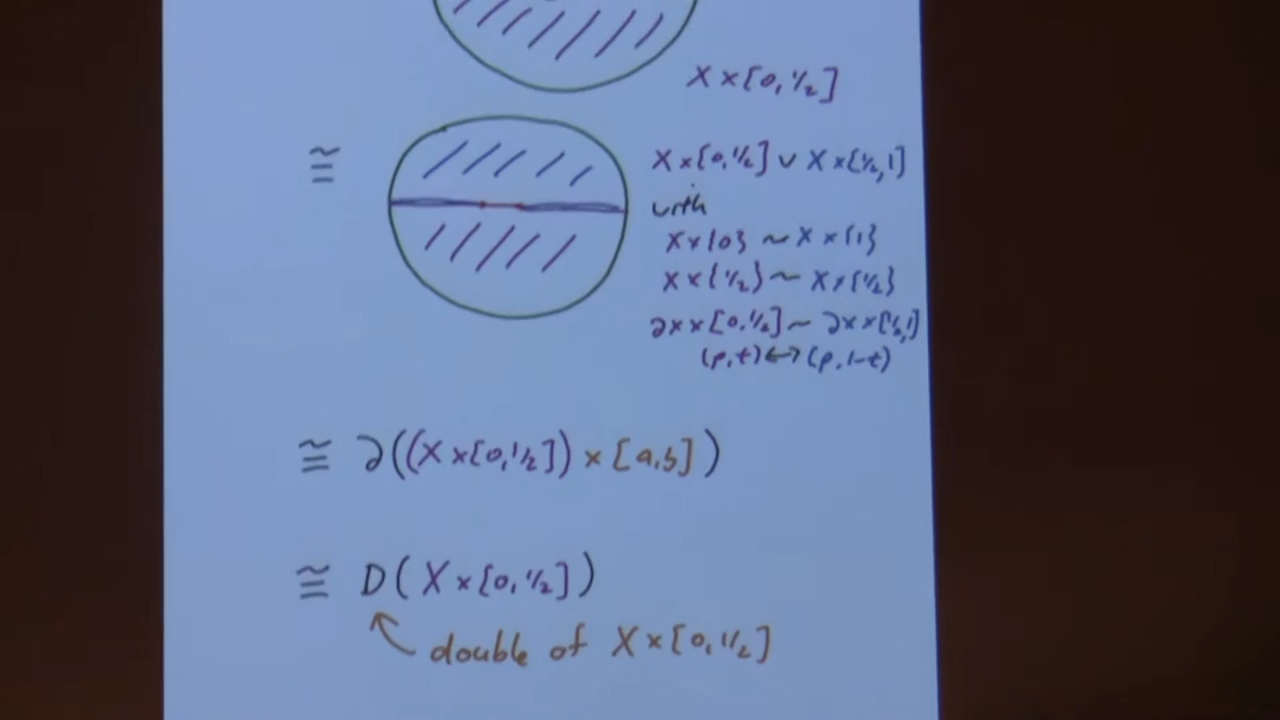 X × [0, 1/2]
≅
X × [0, 1/2] ∪ X × [1/2, 1]
with
X × {0} ~ X × {1}
X × {1/2} ~ X × {1/2}
∂X × [0, 1/2] ~ ∂X × [1/2, 1]
(p, t) ↔ (p, 1-t)
≅ ∂((X × [0, 1/2]) × [a, b])
≅ D(X × [0, 1/2])
double of X × [0, 1/2]